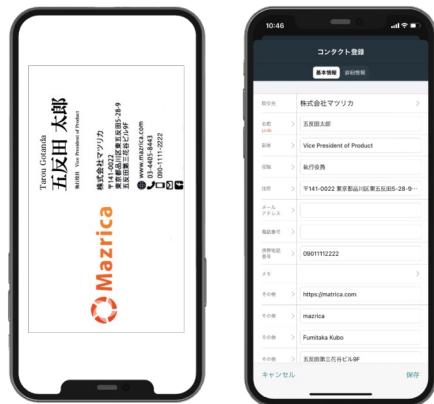 Tarou Gotanda
五反田 太郎
執行役員 Vice President of Product
株式会社マツリカ
〒141-0022
東京都品川区東五反田5-28-9
五反田第三花谷ビル9F
www.mazrica.com
03-4405-8443
090-1111-2222
Mazrica
10:46
コンタクト登録
基本情報 詳細情報
取引先 株式会社マツリカ
名前 五反田太郎
部署 Vice President of Product
役職 執行役員
住所 〒141-0022 東京都品川区東五反田5-28-9…
メール
アドレス
電話番号
携帯電話
番号 09011112222
メモ
その他 https://matrica.com
その他 mazrica
その他 Fumitaka Kubo
その他 五反田第三花谷ビル9F
キャンセル 保存